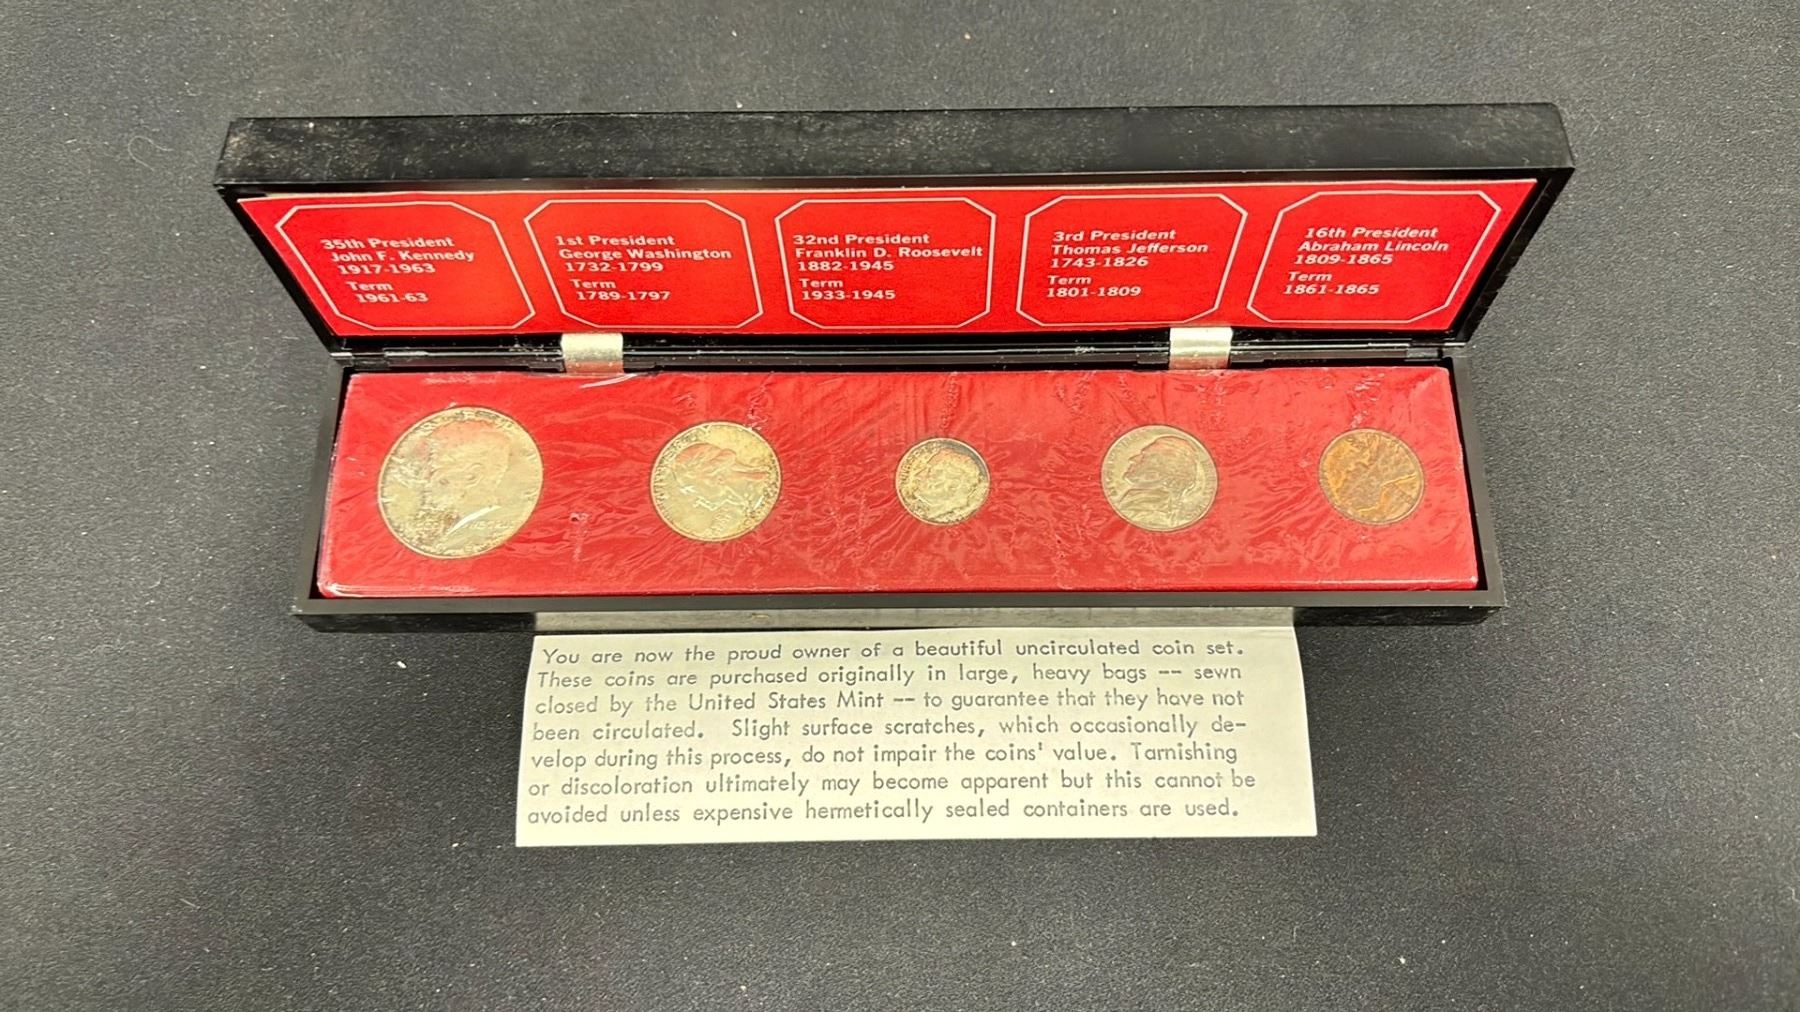 35th President
John F. Kennedy
1917-1963
Term
1961-63
1st President
George Washington
1732-1799
Term
1789-1797
32nd President
Franklin D. Roosevelt
1882-1945
Term
1933-1945
3rd President
Thomas Jefferson
1743-1826
Term
1801-1809
16th President
Abraham Lincoln
1809-1865
Term
1861-1865
You are now the proud owner of a beautiful uncirculated coin set.
These coins are purchased originally in large, heavy bags -- sewn
closed by the United States Mint -- to guarantee that they have not
been circulated. Slight surface scratches, which occasionally de-
velop during this process, do not impair the coins' value. Tarnishing
or discoloration ultimately may become apparent but this cannot be
avoided unless expensive hermetically sealed containers are used.